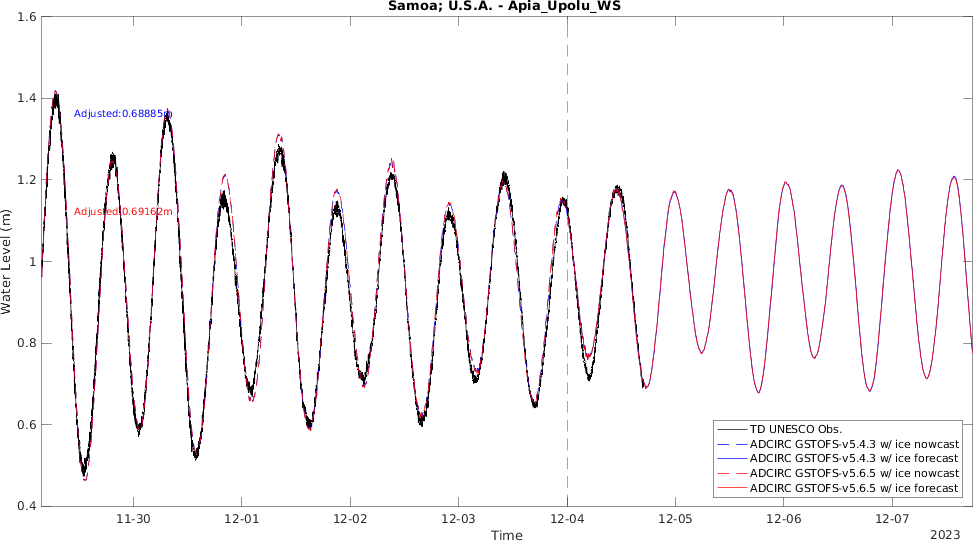 Samoa; U.S.A. - Apia_Upolu_WS
1.6
1.4
1.2
1
0.8
0.6
0.4
Water Level (m)
Adjusted:0.68885m
Adjusted:0.69162m
TD UNESCO Obs.
ADCIRC GSTOFS-v5.4.3 w/ ice nowcast
ADCIRC GSTOFS-v5.4.3 w/ ice forecast
ADCIRC GSTOFS-v5.6.5 w/ ice nowcast
ADCIRC GSTOFS-v5.6.5 w/ ice forecast
11-30 12-01 12-02 12-03 12-04 12-05 12-06 12-07
Time
2023